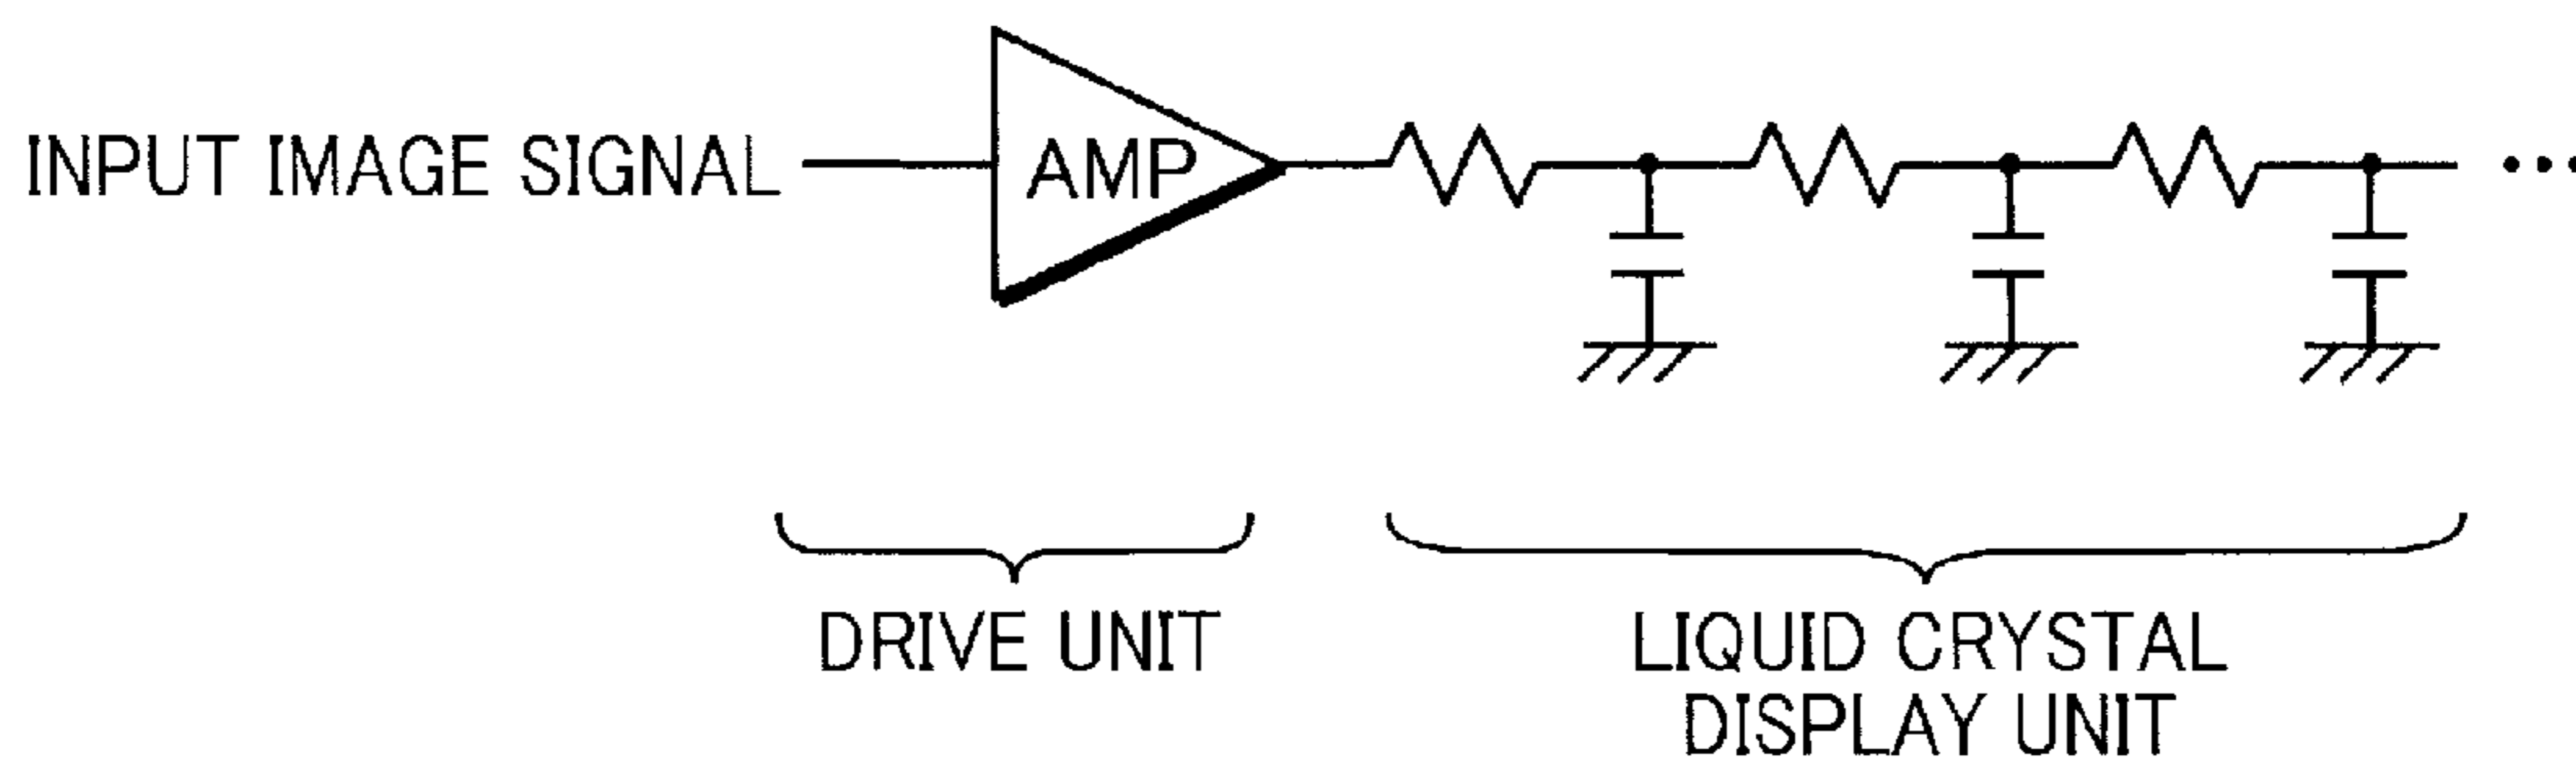 INPUT IMAGE SIGNAL
AMP
DRIVE UNIT
LIQUID CRYSTAL
DISPLAY UNIT